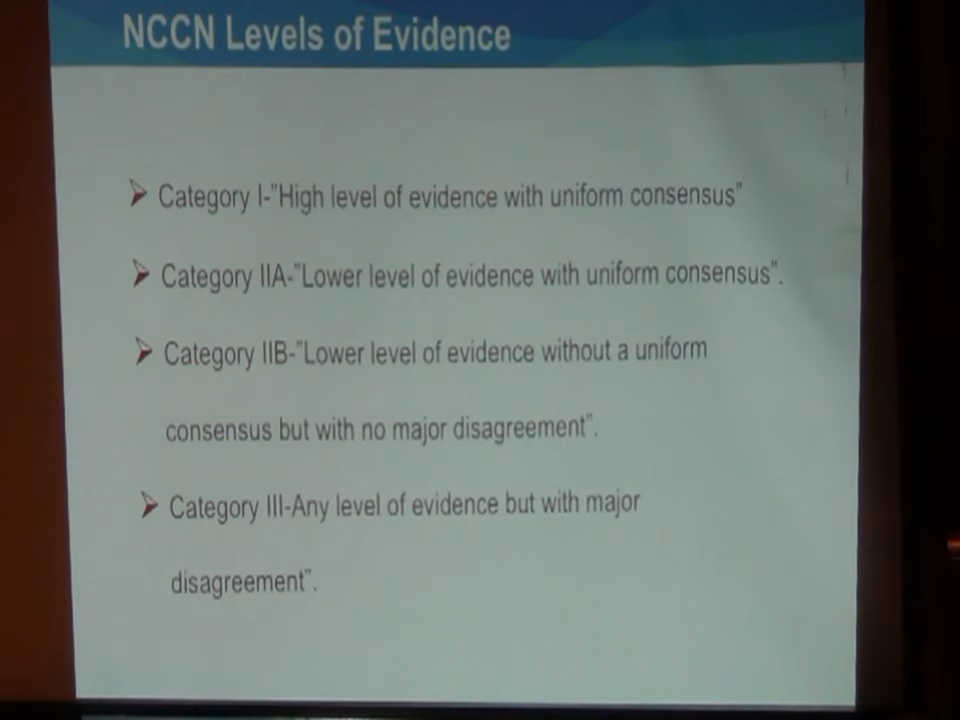 NCCN Levels of Evidence
Category I-"High level of evidence with uniform consensus"
Category IIA-"Lower level of evidence with uniform consensus".
Category IIB-"Lower level of evidence without a uniform
consensus but with no major disagreement".
Category III-Any level of evidence but with major
disagreement".